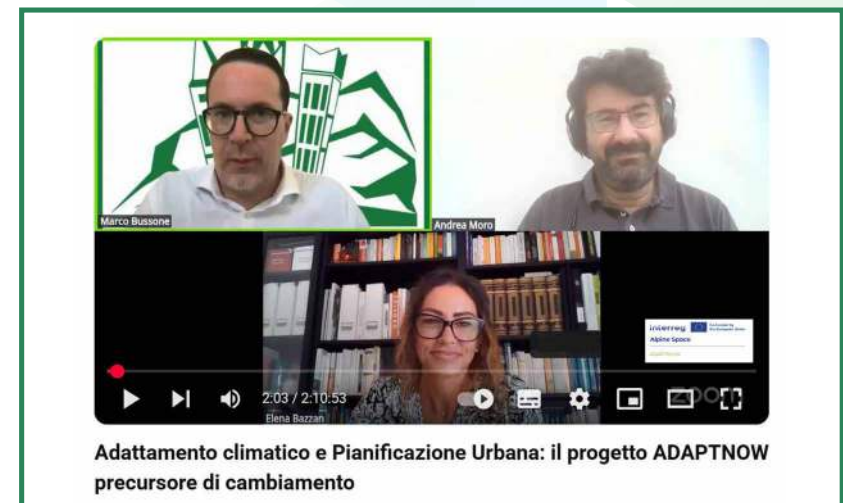 Marco Bussone
Andrea Moro
Interreg
Alpine Space
2:03 / 2:10:53
zoom
Elena Bazzan
Adattamento climatico e Pianificazione Urbana: il progetto ADAPTNOW
precursore di cambiamento